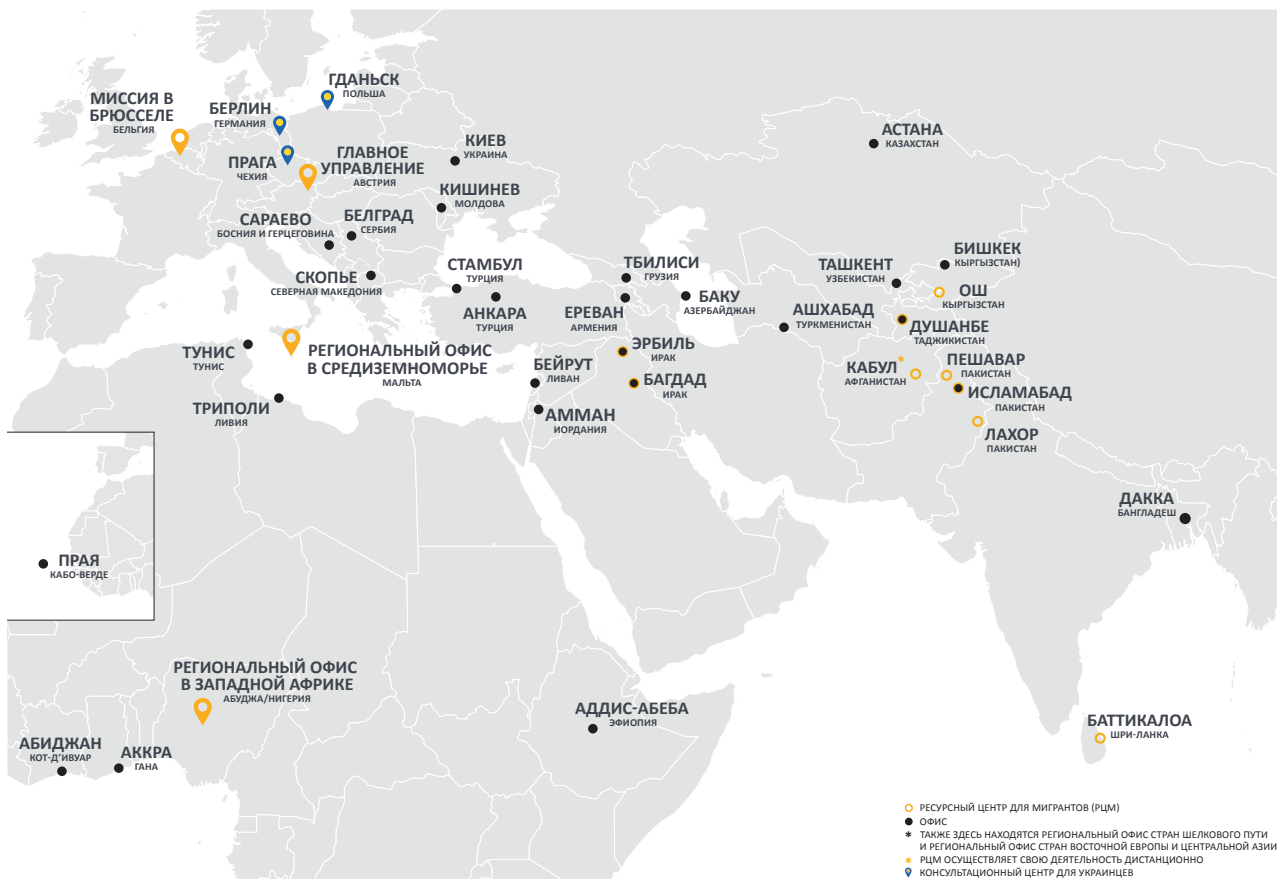 ГДАНЬСК
ПОЛЬША
МИССИЯ В
БРЮССЕЛЕ
БЕЛЬГИЯ
БЕРЛИН
ГЕРМАНИЯ
АСТАНА
КАЗАХСТАН
КИЕВ
УКРАИНА
ПРАГА
ЧЕХИЯ
ГЛАВНОЕ
УПРАВЛЕНИЕ
АВСТРИЯ
КИШИНЕВ
МОЛДОВА
САРАЕВО
БОСНИЯ И ГЕРЦЕГОВИНА
БЕЛГРАД
СЕРБИЯ
СКОПЬЕ
СЕВЕРНАЯ МАКЕДОНИЯ
СТАМБУЛ
ТУРЦИЯ
ТБИЛИСИ
ГРУЗИЯ
ТАШКЕНТ
УЗБЕКИСТАН
БИШКЕК
КЫРГЫЗСТАН)
ОШ
КЫРГЫЗСТАН
АНКАРА
ТУРЦИЯ
ЕРЕВАН
АРМЕНИЯ
БАКУ
АЗЕРБАЙДЖАН
АШХАБАД
ТУРКМЕНИСТАН
ДУШАНБЕ
ТАДЖИКИСТАН
ТУНИС
ТУНИС
РЕГИОНАЛЬНЫЙ ОФИС
В СРЕДИЗЕМНОМОРЬЕ
МАЛЬТА
ЭРБИЛЬ
ИРАК
БЕЙРУТ
ЛИВАН
БАГДАД
ИРАК
КАБУЛ*
АФГАНИСТАН
ПЕШАВАР
ПАКИСТАН
ИСЛАМАБАД
ПАКИСТАН
ТРИПОЛИ
ЛИВИЯ
АММАН
ИОРДАНИЯ
ЛАХОР
ПАКИСТАН
ДАККА
БАНГЛАДЕШ
ПРАЯ
КАБО-ВЕРДЕ
РЕГИОНАЛЬНЫЙ ОФИС
В ЗАПАДНОЙ АФРИКЕ
АБУДЖА/НИГЕРИЯ
АДДИС-АБЕБА
ЭФИОПИЯ
БАТТИКАЛОА
ШРИ-ЛАНКА
АБИДЖАН
КОТ-Д'ИВУАР
АККРА
ГАНА
РЕСУРСНЫЙ ЦЕНТР ДЛЯ МИГРАНТОВ (РЦМ)
ОФИС
* ТАКЖЕ ЗДЕСЬ НАХОДЯТСЯ РЕГИОНАЛЬНЫЙ ОФИС СТРАН ШЕЛКОВОГО ПУТИ
И РЕГИОНАЛЬНЫЙ ОФИС СТРАН ВОСТОЧНОЙ ЕВРОПЫ И ЦЕНТРАЛЬНОЙ АЗИИ
* РЦМ ОСУЩЕСТВЛЯЕТ СВОЮ ДЕЯТЕЛЬНОСТЬ ДИСТАНЦИОННО
КОНСУЛЬТАЦИОННЫЙ ЦЕНТР ДЛЯ УКРАИНЦЕВ